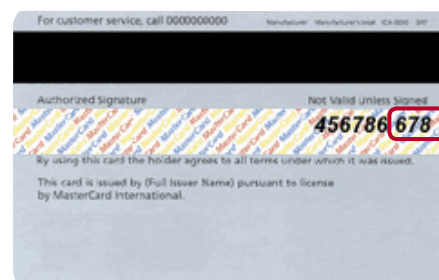 For customer service, call 0000000000
Authorized Signature Not Valid Unless Signed
456786 678
By using this card the holder agrees to all terms under which it was issued.
This card is issued by (Full Issuer Name) pursuant to license
by MasterCard International.